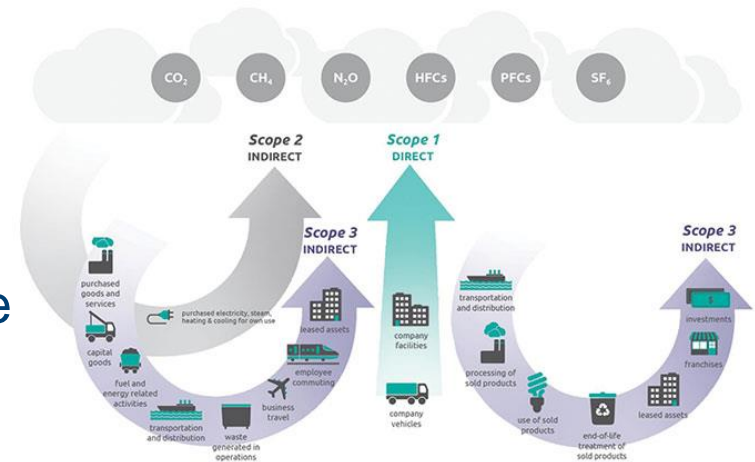 CO₂ CH₄ N₂O HFCs PFCs SF₆
Scope 2
INDIRECT
Scope 1
DIRECT
Scope 3
INDIRECT
Scope 3
INDIRECT
purchased
goods and
services
capital
goods
fuel and
energy related
activities
transportation
and distribution
waste
generated in
operations
business
travel
employee
commuting
leased assets
purchased electricity, steam,
heating & cooling for own use
company
facilities
company
vehicles
transportation
and distribution
processing of
sold products
use of sold
products
end-of-life
treatment of
sold products
leased assets
franchises
investments
e